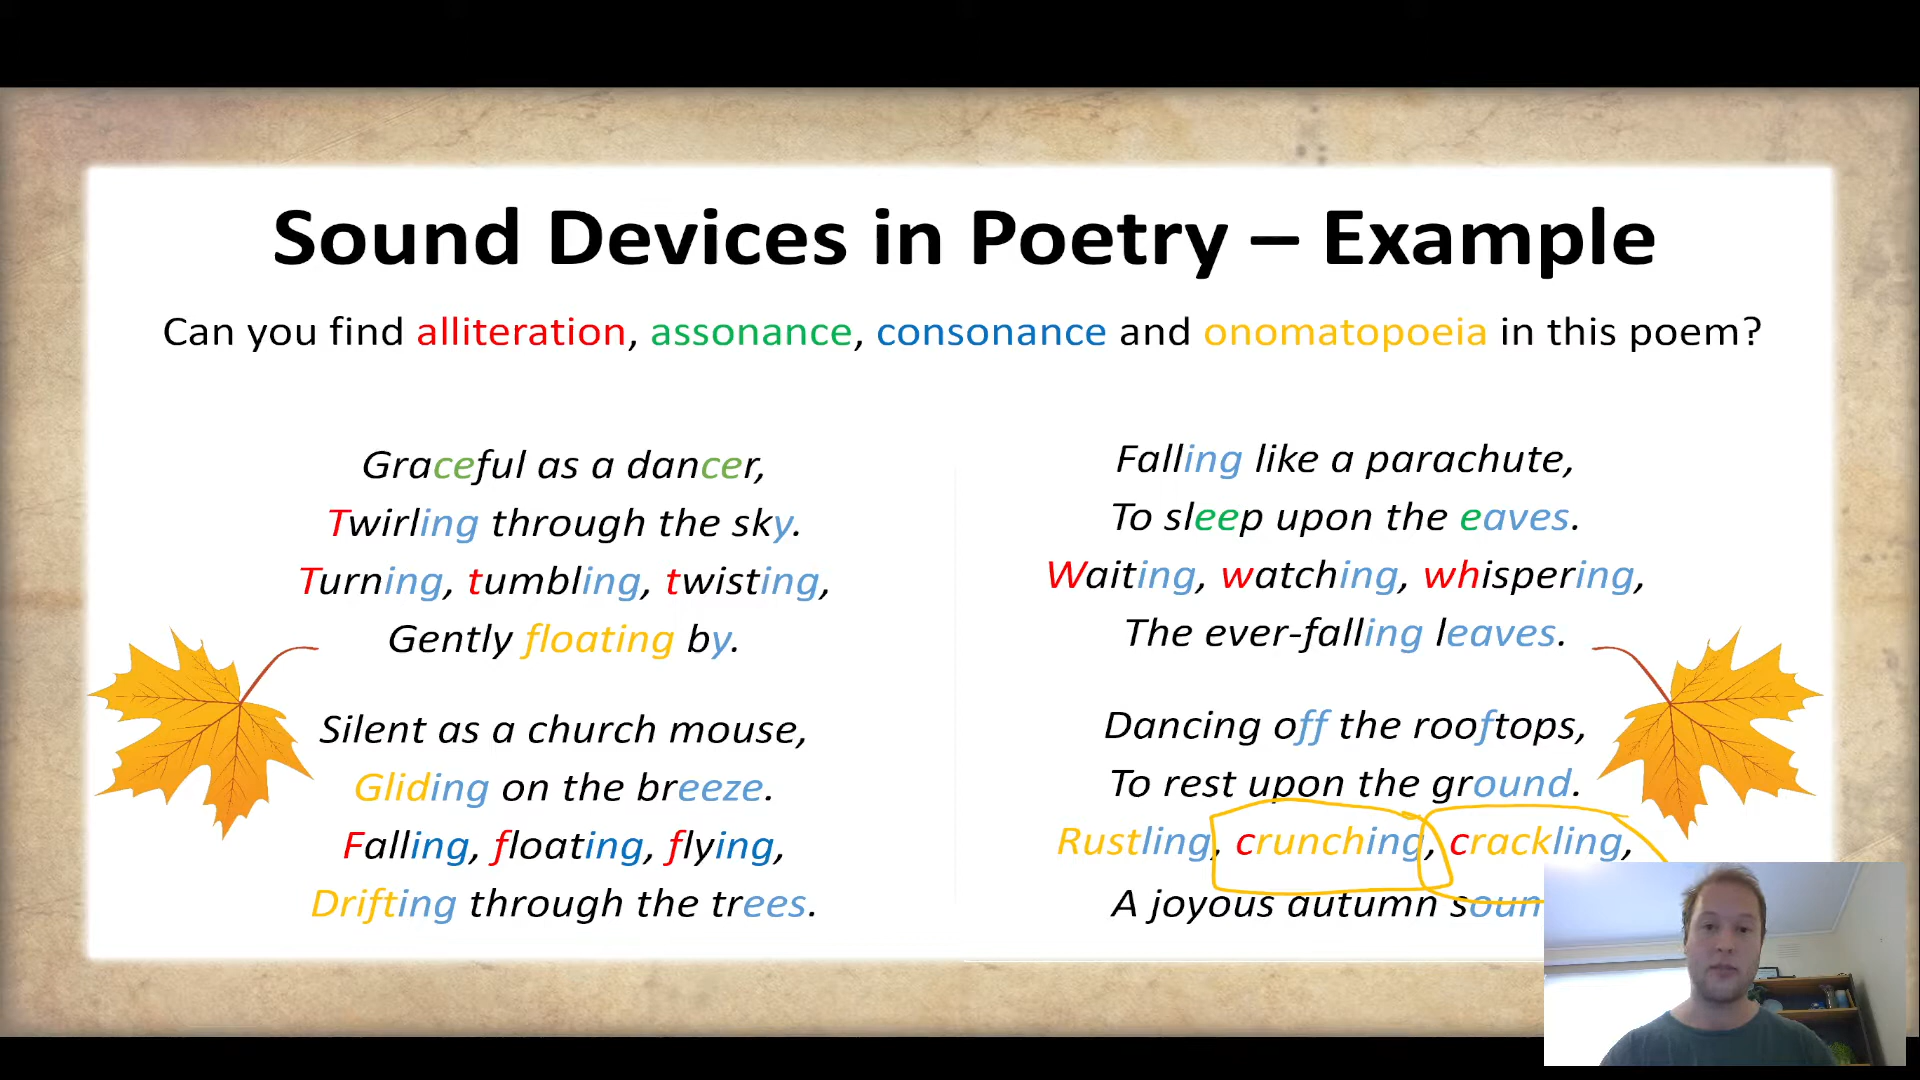 Sound Devices in Poetry – Example
Can you find alliteration, assonance, consonance and onomatopoeia in this poem?
Graceful as a dancer,
Twirling through the sky.
Turning, tumbling, twisting,
Gently floating by.
Silent as a church mouse,
Gliding on the breeze.
Falling, floating, flying,
Drifting through the trees.
Falling like a parachute,
To sleep upon the eaves.
Waiting, watching, whispering,
The ever-falling leaves.
Dancing off the rooftops,
To rest upon the ground.
Rustling, crunching, crackling,
A joyous autumn